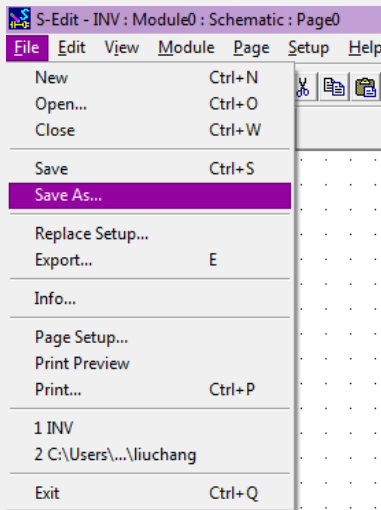 S-Edit - INV : Module0 : Schematic : Page0
File Edit View Module Page Setup Help
New Ctrl+N
Open... Ctrl+O
Close Ctrl+W
Save Ctrl+S
Save As...
Replace Setup...
Export... E
Info...
Page Setup...
Print Preview
Print... Ctrl+P
1 INV
2 C:\Users\...\liuchang
Exit Ctrl+Q